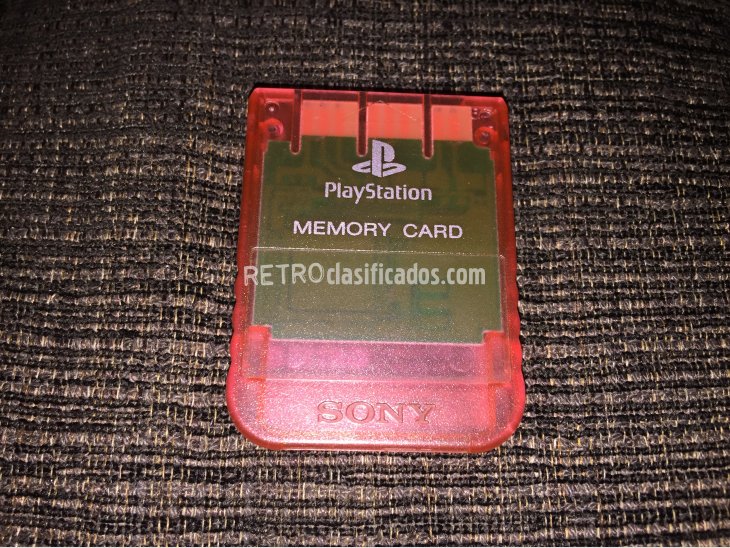 PlayStation
MEMORY CARD
RETROclasificados.com
SONY